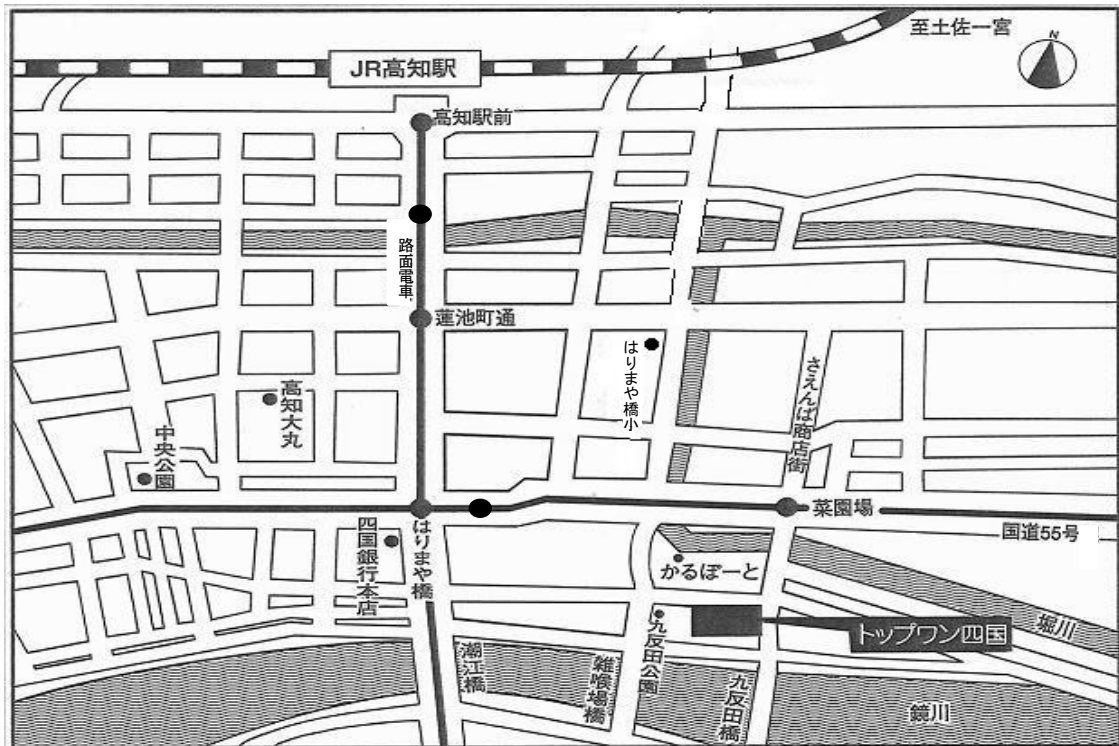 至土佐一宮
N
JR高知駅
高知駅前
路面電車
蓮池町通
はりまや橋小
さえんば商店街
高知大丸
中央公園
菜園場
国道55号
はりまや橋
四国銀行本店
かるぽーと
九反田公園
トップワン四国
堀川
潮江橋
雑喉場橋
九反田橋
鏡川